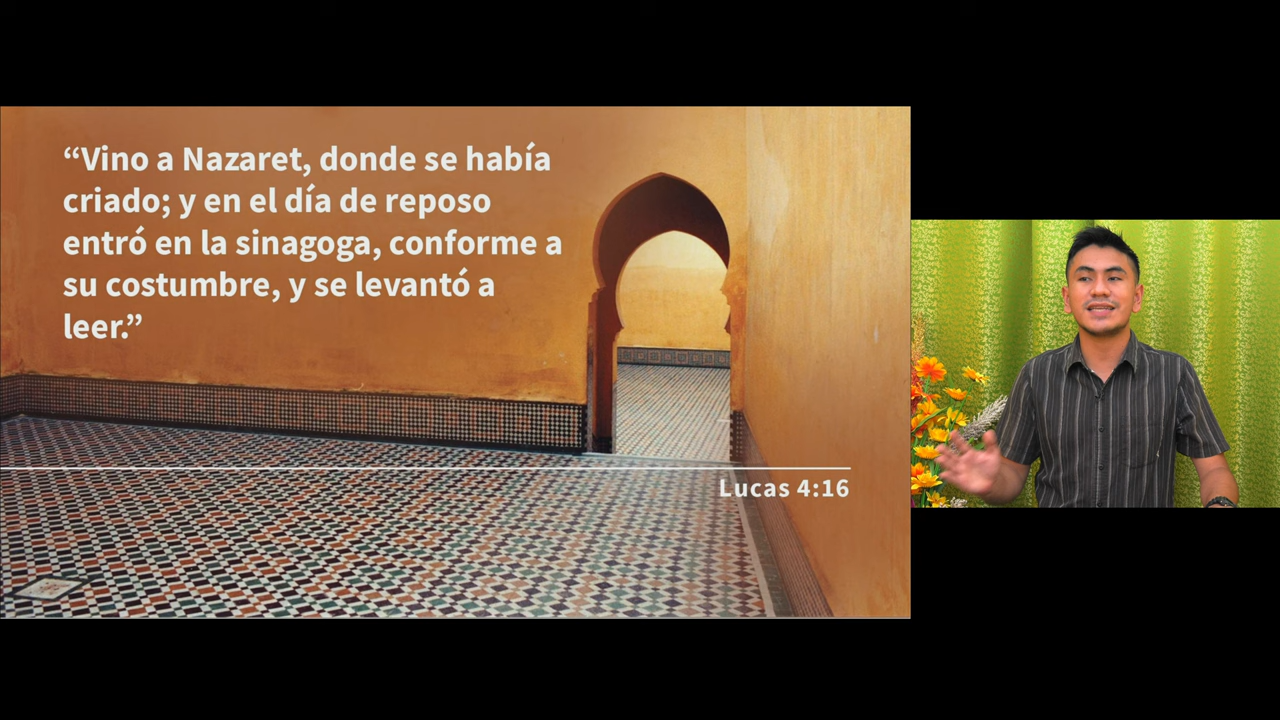 “Vino a Nazaret, donde se había
criado; y en el día de reposo
entró en la sinagoga, conforme a
su costumbre, y se levantó a
leer.”
Lucas 4:16